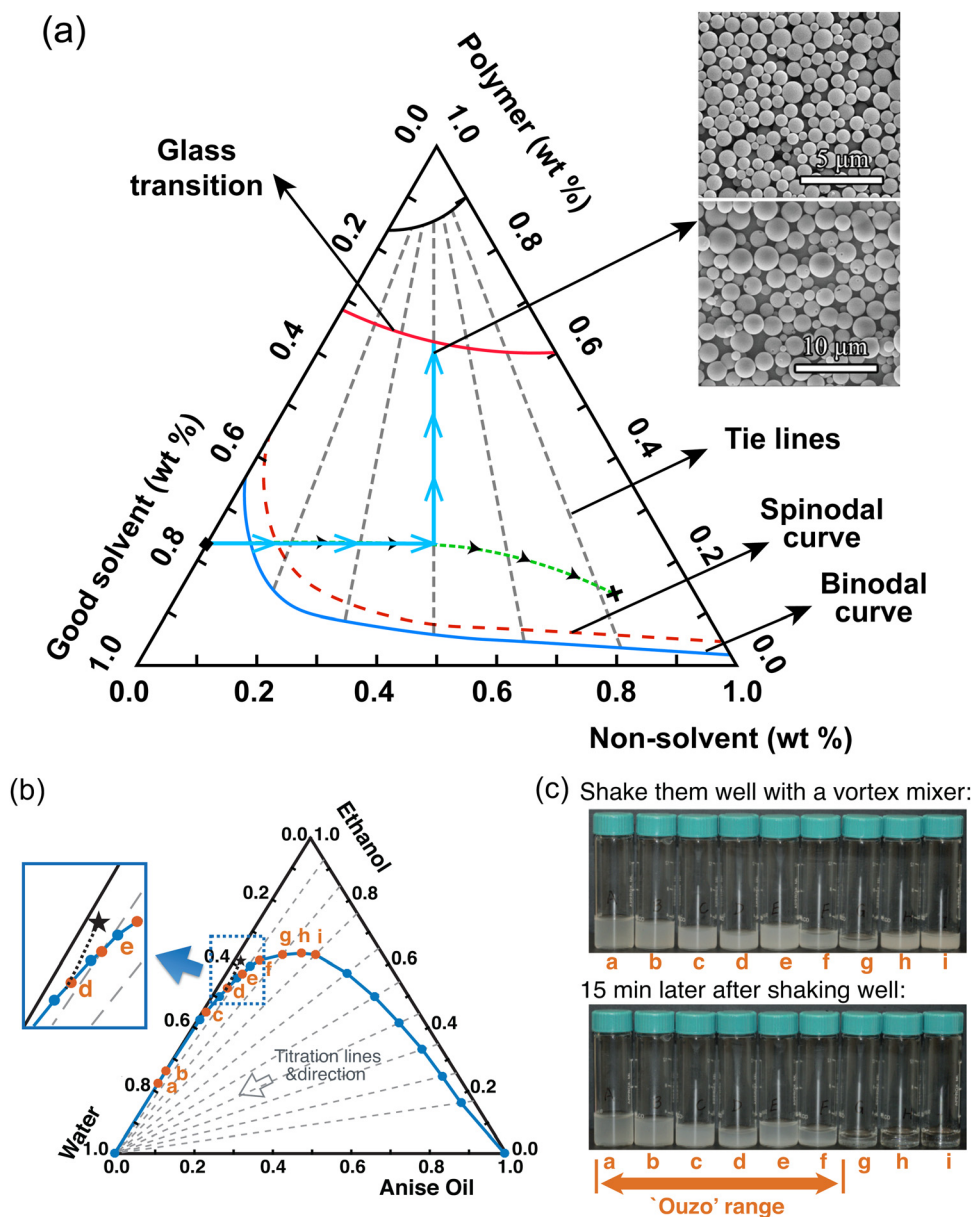 (a)
Polymer (wt %)
0.0 1.0
Glass
transition
5 μm
0.2
0.8
0.4
0.6
10 μm
0.6
0.4
Tie lines
Good solvent (wt %)
0.8
0.2
Spinodal
curve
Binodal
curve
1.0
0.0
0.0 0.2 0.4 0.6 0.8 1.0
Non-solvent (wt %)
(b)
Ethanol
0.0 1.0
0.2
0.8
g h i
0.4
f
0.6
e
d
c
e
d
0.6
0.4
Titration lines
&direction
b
a
0.8
0.2
Water
1.0
0.0
0.0 0.2 0.4 0.6 0.8 1.0
Anise Oil
(c)
Shake them well with a vortex mixer:
A B C D E F G H
a b c d e f g h i
15 min later after shaking well:
a b c d e f g h i
`Ouzo' range